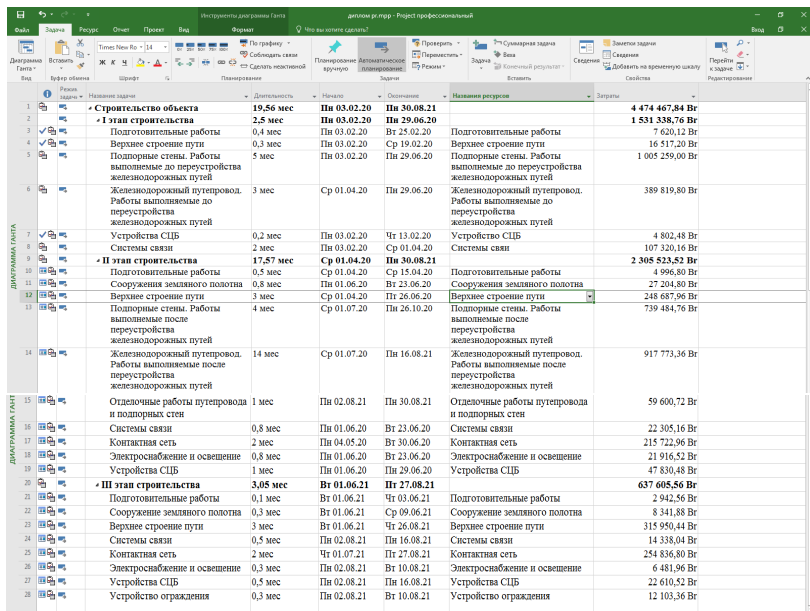 Инструменты диаграммы Ганта
диплом pr.mpp - Project профессиональный
Вход
Файл Задача Ресурс Отчет Проект Вид Формат Что вы хотите сделать?
Диаграмма Ганта
Вставить
Times New Ro 14
Ж К Ч
По графику
Соблюдать связи
Сделать неактивной
Планирование вручную
Автоматическое планирование
Проверить
Переместить
Режим
Задача
Суммарная задача
Веха
Конечный результат
Сведения
Заметки задачи
Сведения
Добавить на временную шкалу
Перейти к задаче
Вид Буфер обмена Шрифт Планирование Задачи Вставить Свойства Редактирование
Режим задачи Название задачи Длительность Начало Окончание Названия ресурсов Затраты
ДИАГРАММА ГАНТА
1 Строительство объекта 19,56 мес Пн 03.02.20 Пн 30.08.21 4 474 467,84 Br
2 I этап строительства 2,5 мес Пн 03.02.20 Пн 29.06.20 1 531 338,76 Br
3 Подготовительные работы 0,4 мес Пн 03.02.20 Вт 25.02.20 Подготовительные работы 7 620,12 Br
4 Верхнее строение пути 0,3 мес Пн 03.02.20 Ср 19.02.20 Верхнее строение пути 16 517,20 Br
5 Подпорные стены. Работы 5 мес Пн 03.02.20 Пн 29.06.20 Подпорные стены. Работы 1 005 259,00 Br
выполнемые до переустройства выполнемые до переустройства
железнодорожных путей железнодорожных путей
6 Железнодорожный путепровод. 3 мес Ср 01.04.20 Пн 29.06.20 Железнодорожный путепровод. 389 819,80 Br
Работы выполняемые до Работы выполняемые до
переустройства переустройства
железнодорожных путей железнодорожных путей
7 Устройства СЦБ 0,2 мес Пн 03.02.20 Чт 13.02.20 Устройство СЦБ 4 802,48 Br
8 Системы связи 2 мес Пн 03.02.20 Ср 01.04.20 Системы свяи 107 320,16 Br
9 II этап строительства 17,57 мес Ср 01.04.20 Пн 30.08.21 2 305 523,52 Br
10 Подготовительные работы 0,5 мес Ср 01.04.20 Ср 15.04.20 Подготовительные работы 4 996,80 Br
11 Сооружения земляного полотна 0,8 мес Пн 01.06.20 Вт 23.06.20 Сооружения земляного полотна 27 204,80 Br
12 Верхнее строение пути 3 мес Ср 01.04.20 Пт 26.06.20 Верхнее строение пути 248 687,96 Br
13 Подпорные стены. Работы 4 мес Ср 01.07.20 Пн 26.10.20 Подпорные стены. Работы 739 484,76 Br
выполнемые после выполнемые после
переустройства переустройства
железнодорожных путей железнодорожных путей
14 Железнодорожный путепровод. 14 мес Ср 01.07.20 Пн 16.08.21 Железнодорожный путепровод. 917 773,36 Br
Работы выполняемые после Работы выполняемые после
переустройства переустройства
железнодорожных путей железнодорожных путей
ДИАГРАММА ГАНТ
15 Отделочные работы путепровода 1 мес Пн 02.08.21 Пн 30.08.21 Отделочные работы путепровода 59 600,72 Br
и подпорных стен и подпорных стен
16 Системы связи 0,8 мес Пн 01.06.20 Вт 23.06.20 Системы связи 22 305,16 Br
17 Контактная сеть 2 мес Пн 04.05.20 Вт 30.06.20 Контактная сеть 215 722,96 Br
18 Электроснабжение и освещение 0,8 мес Пн 01.06.20 Вт 23.06.20 Электроснабжение и освещение 21 916,52 Br
19 Устройства СЦБ 1 мес Пн 01.06.20 Пн 29.06.20 Устройства СЦБ 47 830,48 Br
20 III этап строительства 3,05 мес Вт 01.06.21 Пт 27.08.21 637 605,56 Br
21 Подготовительные работы 0,1 мес Вт 01.06.21 Чт 03.06.21 Подготовительные работы 2 942,56 Br
22 Сооружение земляного полотна 0,3 мес Вт 01.06.21 Ср 09.06.21 Сооружение земляного полотна 8 341,88 Br
23 Верхнее строение пути 3 мес Вт 01.06.21 Чт 26.08.21 Верхнее строение пути 315 950,44 Br
24 Системы связи 0,5 мес Пн 02.08.21 Пн 16.08.21 Системы связи 14 338,04 Br
25 Контактная сеть 2 мес Чт 01.07.21 Пт 27.08.21 Контактная сеть 254 836,80 Br
26 Электроснабжение и освещение 0,3 мес Пн 02.08.21 Вт 10.08.21 Электроснабжение и освещение 6 481,96 Br
27 Устройства СЦБ 0,5 мес Пн 02.08.21 Пн 16.08.21 Устройства СЦБ 22 610,52 Br
28 Устройство ограждения 0,3 мес Пн 02.08.21 Вт 10.08.21 Устройство ограждения 12 103,36 Br